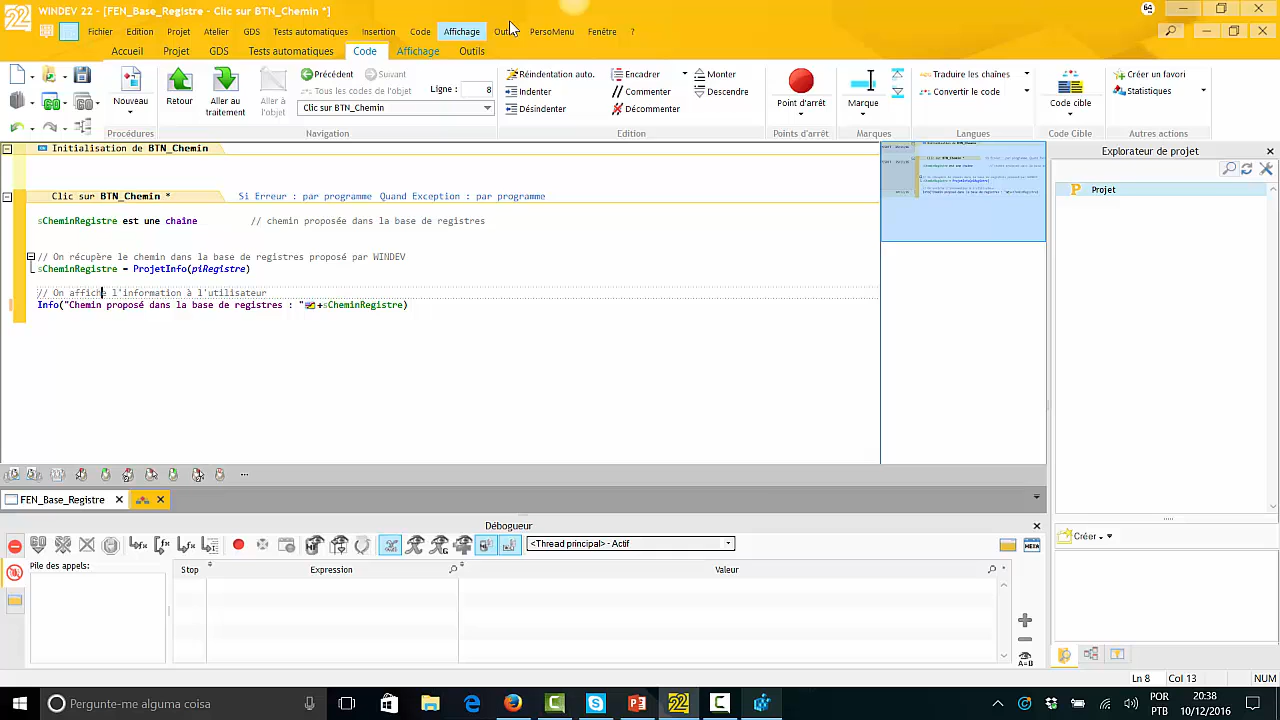 WINDEV 22 - [FEN_Base_Registre - Clic sur BTN_Chemin *]
64
Fichier Edition Projet Atelier GDS Tests automatiques Insertion Code Affichage PersoMenu Fenêtre ?
Accueil Projet GDS Tests automatiques Code Affichage Outils
Nouveau
Procédures
Retour
Aller au traitement
Aller à l'objet
Précédent Suivant
Tous les codes de l'objet
Ligne : 8
Clic sur BTN_Chemin
Navigation
Réindentation auto.
Indenter
Désindenter
Encadrer
Commenter
Décommenter
Monter
Descendre
Edition
Point d'arrêt
Points d'arrêt
Marque
Marques
Traduire les chaînes
Convertir le code
Langues
Code cible
Code Cible
Créer un favori
Statistiques
Autres actions
Initialisation de BTN_Chemin
Clic sur BTN_Chemin * Si Erreur : par programme Quand Exception : par programme
sCheminRegistre est une chaîne // chemin proposée dans la base de registres
// On récupère le chemin dans la base de registres proposé par WINDEV
sCheminRegistre = ProjetInfo(piRegistre)
// On affiche l'information à l'utilisateur
Info("Chemin proposé dans la base de registres : "+sCheminRegistre)
Explorateur de projet
Projet
Créer
FEN_Base_Registre
Débogueur
<Thread principal> - Actif
Pile des appels:
Stop Expression Valeur
Ln 8 Col 13 NUM
Pergunte-me alguma coisa
22
POR
PTB
20:38
10/12/2016